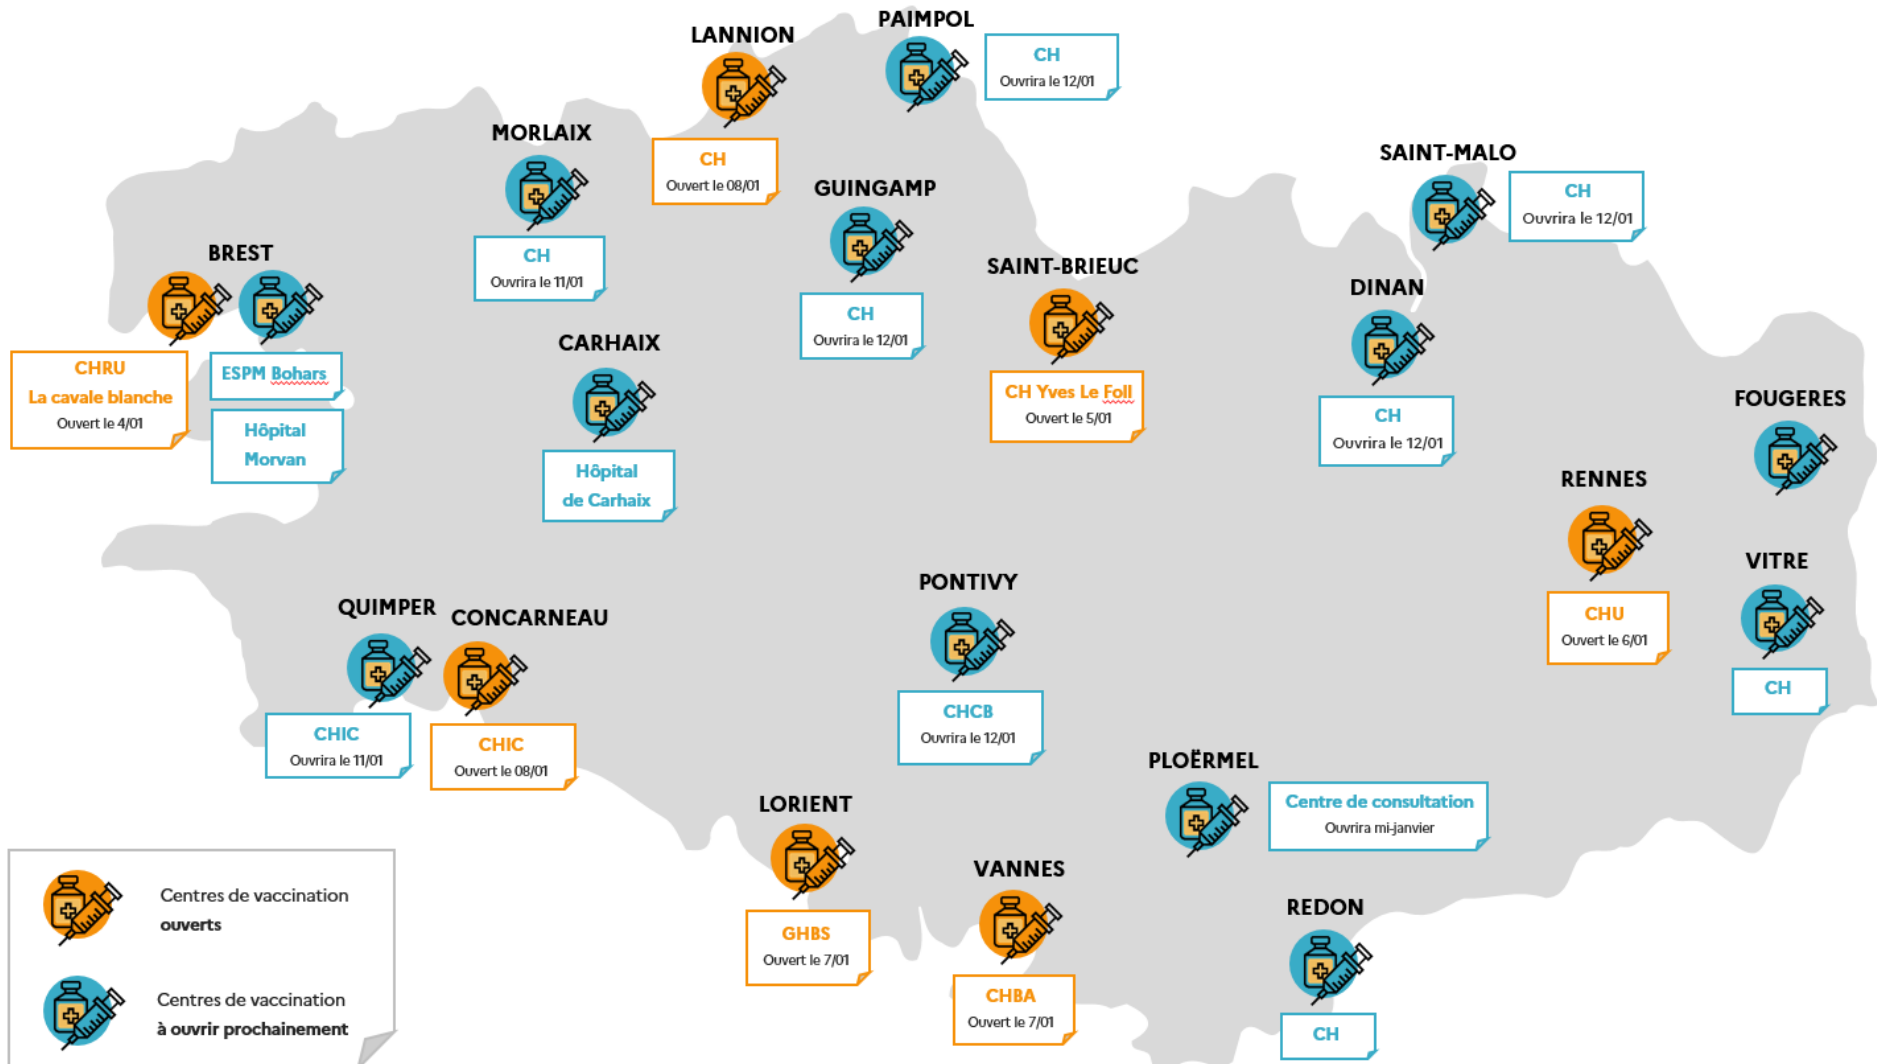 PAIMPOL
CH
Ouvrira le 12/01
LANNION
CH
Ouvert le 08/01
MORLAIX
CH
Ouvrira le 11/01
GUINGAMP
CH
Ouvrira le 12/01
SAINT-MALO
CH
Ouvrira le 12/01
BREST
CHRU
La cavale blanche
Ouvert le 4/01
ESPM Bohars
Hôpital
Morvan
CARHAIX
Hôpital
de Carhaix
SAINT-BRIEUC
CH Yves Le Foll
Ouvert le 5/01
DINAN
CH
Ouvrira le 12/01
FOUGERES
RENNES
CHU
Ouvert le 6/01
VITRE
CH
QUIMPER
CHIC
Ouvrira le 11/01
CONCARNEAU
CHIC
Ouvert le 08/01
PONTIVY
CHCB
Ouvrira le 12/01
PLOËRMEL
Centre de consultation
Ouvrira mi-janvier
LORIENT
GHBS
Ouvert le 7/01
VANNES
CHBA
Ouvert le 7/01
REDON
CH
Centres de vaccination
ouverts
Centres de vaccination
à ouvrir prochainement